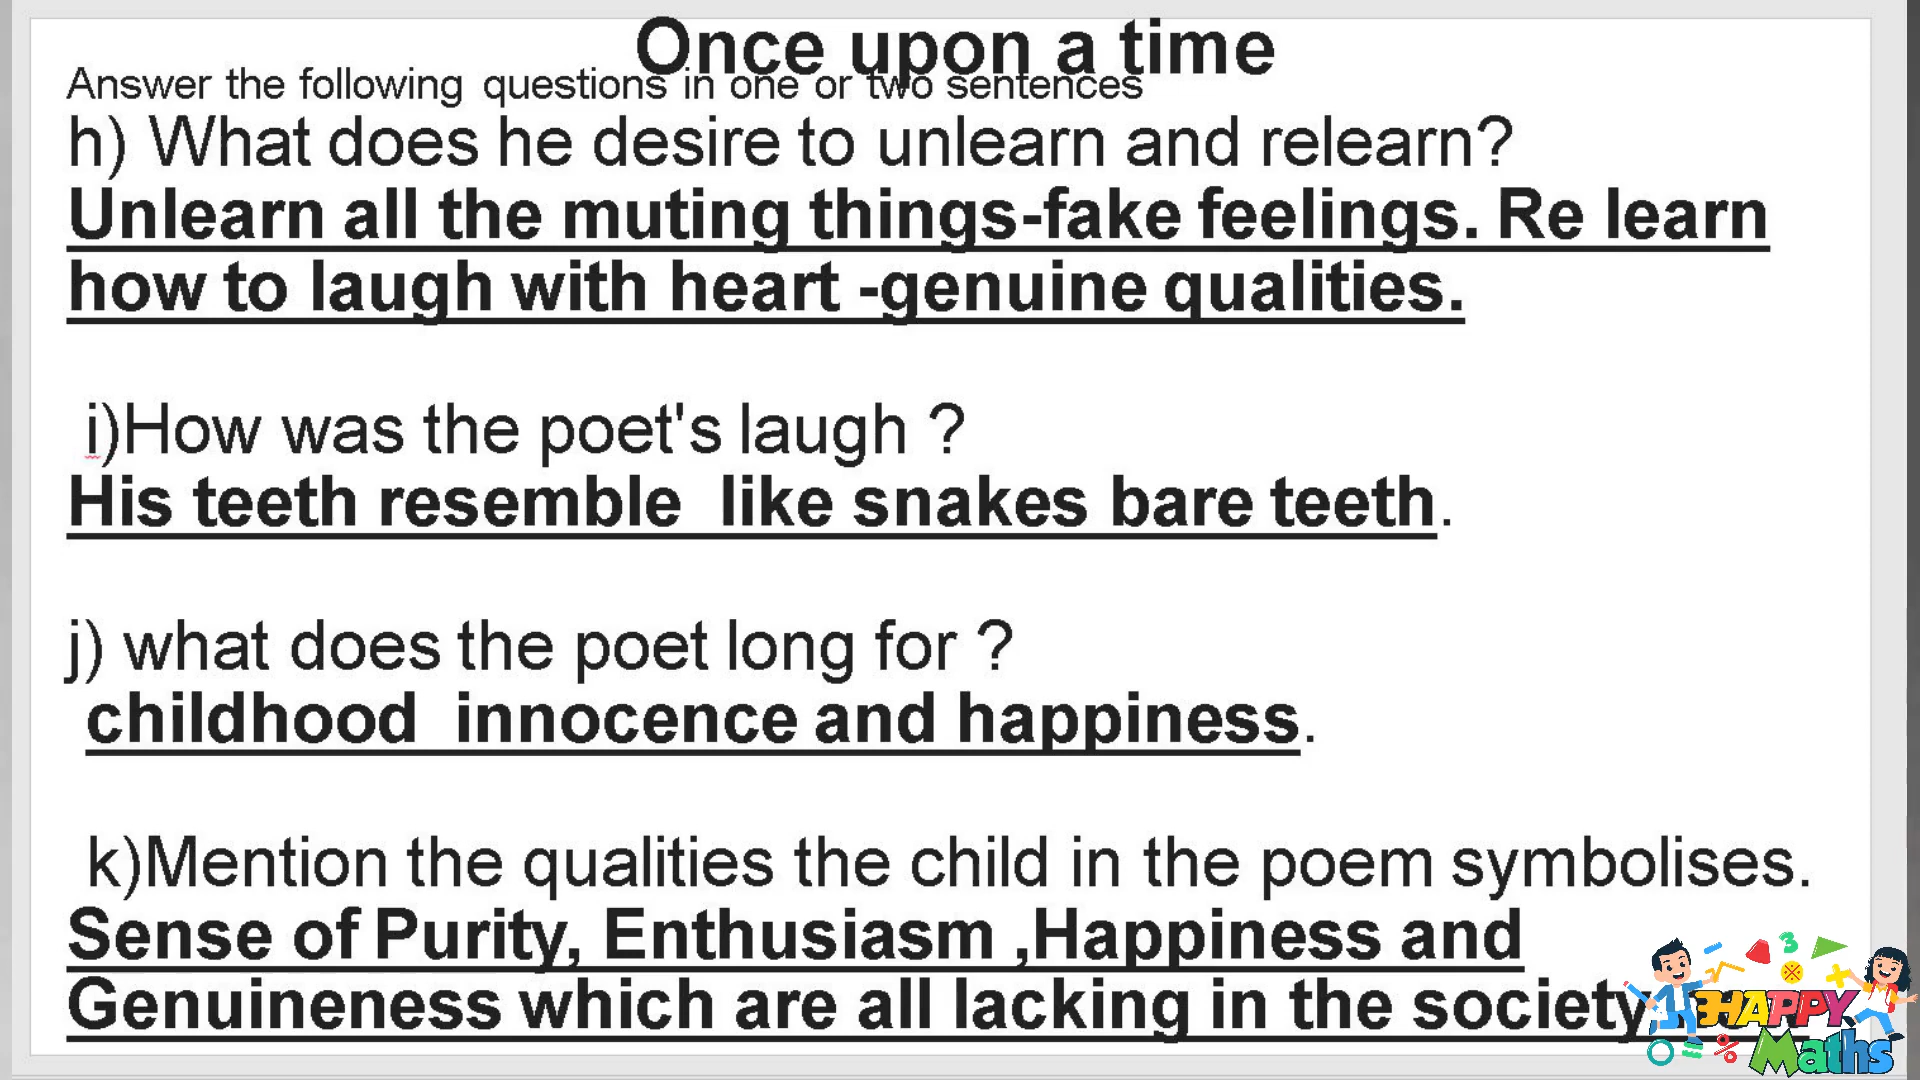 Once upon a time
Answer the following questions in one or two sentences
h) What does he desire to unlearn and relearn?
Unlearn all the muting things-fake feelings. Re learn
how to laugh with heart -genuine qualities.
i)How was the poet's laugh ?
His teeth resemble like snakes bare teeth.
j) what does the poet long for ?
childhood innocence and happiness.
k)Mention the qualities the child in the poem symbolises.
Sense of Purity, Enthusiasm ,Happiness and
Genuineness which are all lacking in the society
3
HAPPY
Maths